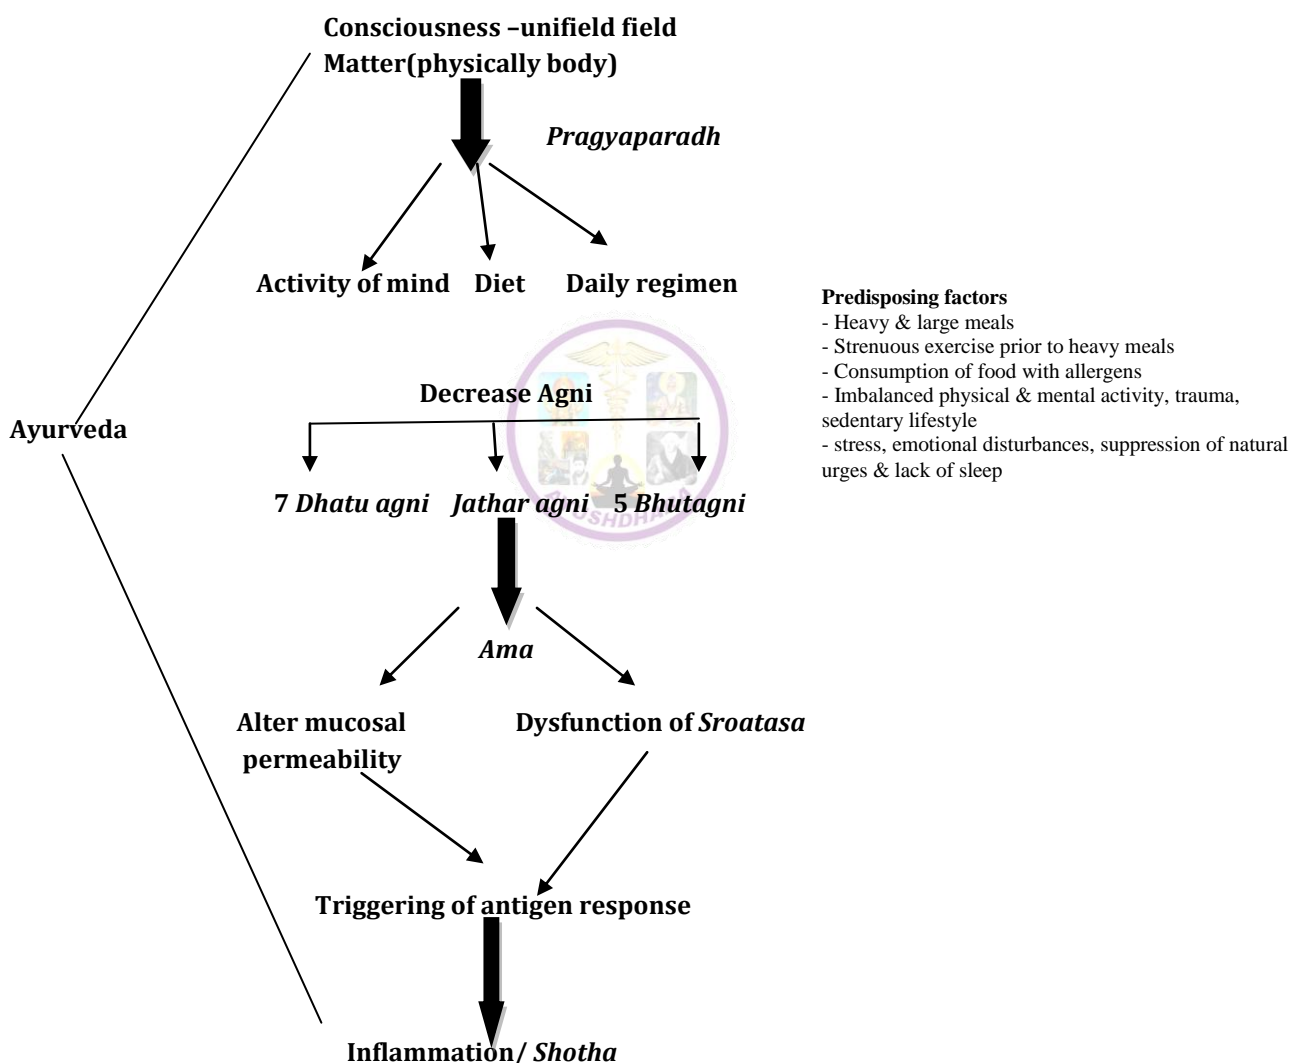 Consciousness –unifield field
Matter(physically body)
Pragyaparadh
Activity of mind Diet Daily regimen
Predisposing factors
- Heavy & large meals
- Strenuous exercise prior to heavy meals
- Consumption of food with allergens
- Imbalanced physical & mental activity, trauma,
sedentary lifestyle
- stress, emotional disturbances, suppression of natural
urges & lack of sleep
Decrease Agni
Ayurveda
7 Dhatu agni Jathar agni 5 Bhutagni
Ama
Alter mucosal
permeability
Dysfunction of Sroatasa
Triggering of antigen response
Inflammation/ Shotha